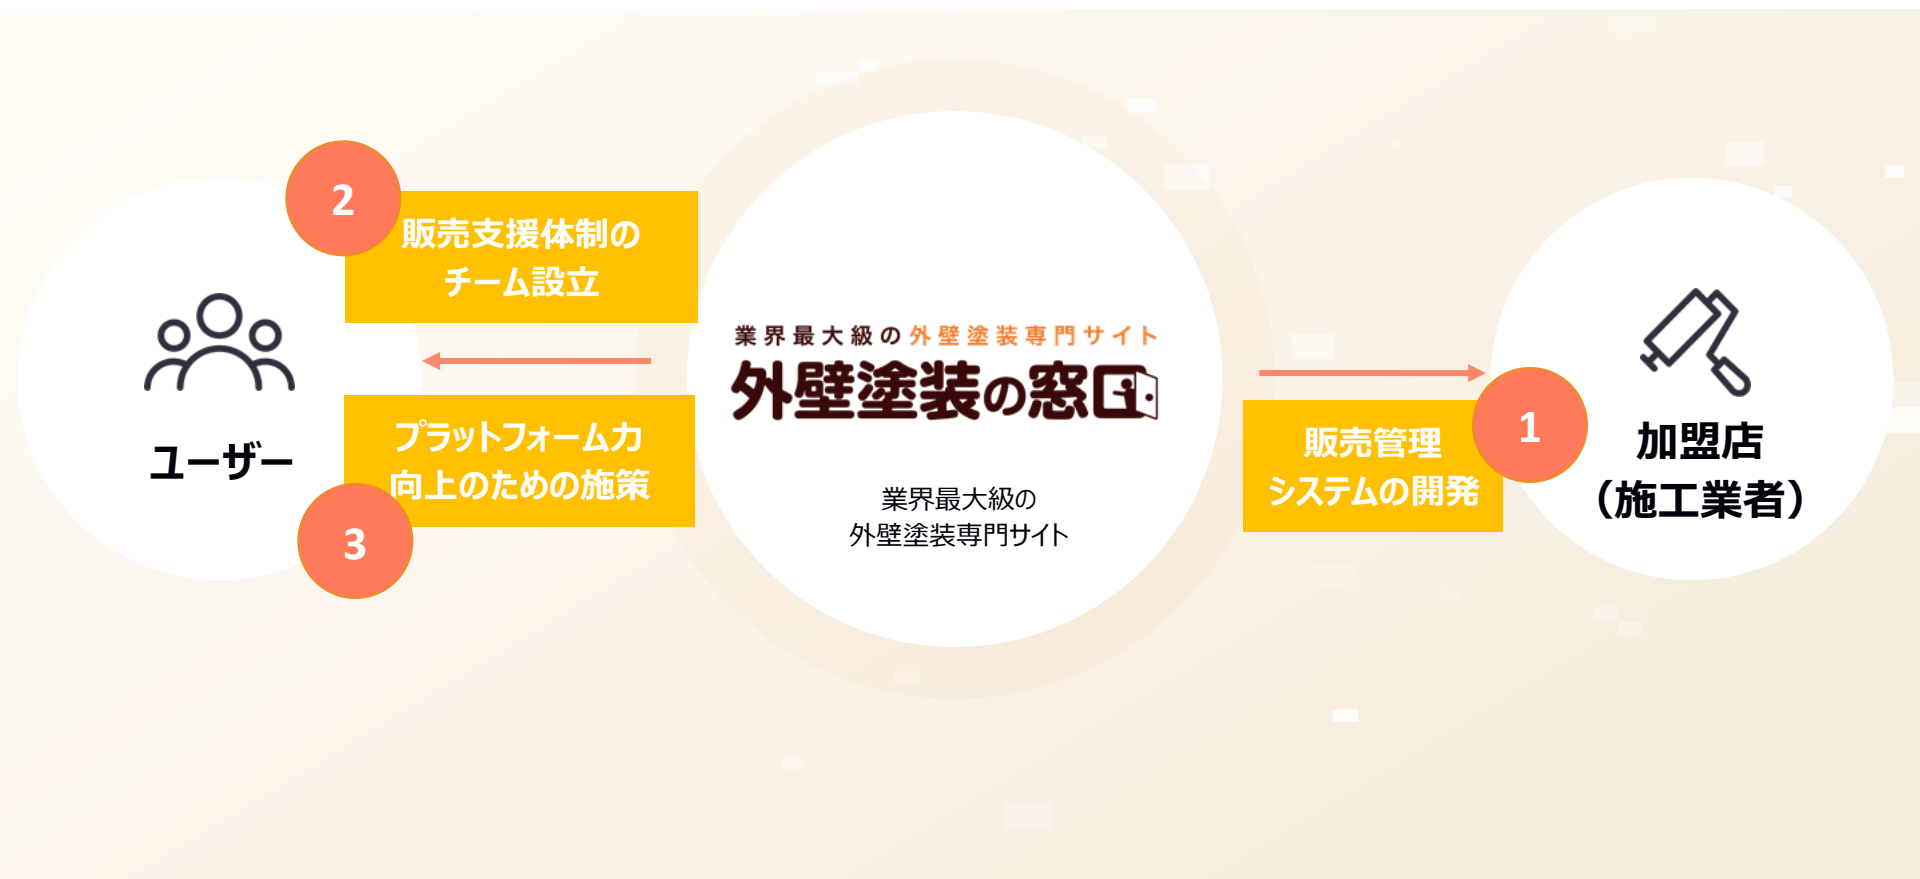 2
販売支援体制の
チーム設立
ユーザー
プラットフォーム力
向上のための施策
3
業界最大級の外壁塗装専門サイト
外壁塗装の窓口
業界最大級の
外壁塗装専門サイト
販売管理
システムの開発
1
加盟店
（施工業者）